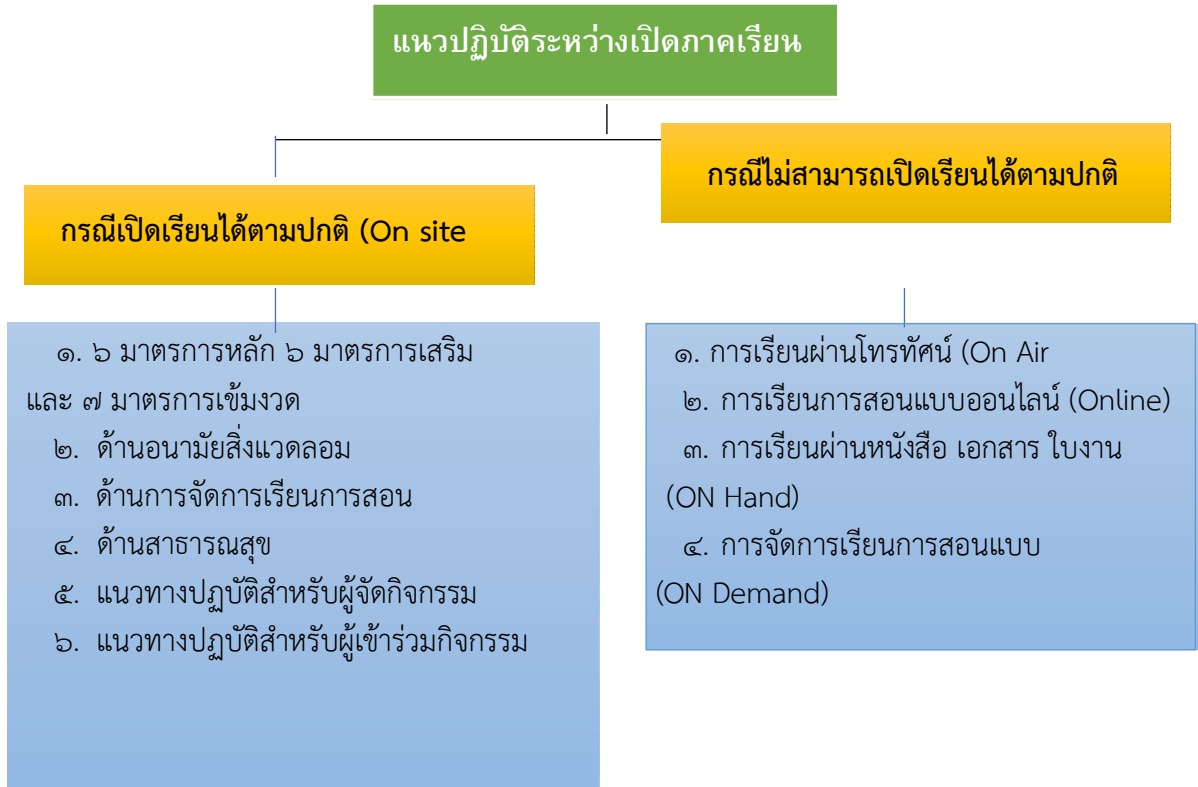 แนวปฏิบัติระหว่างเปิดภาคเรียน
กรณีเปิดเรียนได้ตามปกติ (On site
๑. ๖ มาตรการหลัก ๖ มาตรการเสริม
และ ๗ มาตรการเข้มงวด
๒. ด้านอนามัยสิ่งแวดลอม
๓. ด้านการจัดการเรียนการสอน
๔. ด้านสาธารณสุข
๕. แนวทางปฏบัติสำหรับผู้จัดกิจกรรม
๖. แนวทางปฏบัติสำหรับผู้เข้าร่วมกิจกรรม
กรณีไม่สามารถเปิดเรียนได้ตามปกติ
๑. การเรียนผ่านโทรทัศน์ (On Air
๒. การเรียนการสอนแบบออนไลน์ (Online)
๓. การเรียนผ่านหนังสือ เอกสาร ใบงาน
(ON Hand)
๔. การจัดการเรียนการสอนแบบ
(ON Demand)